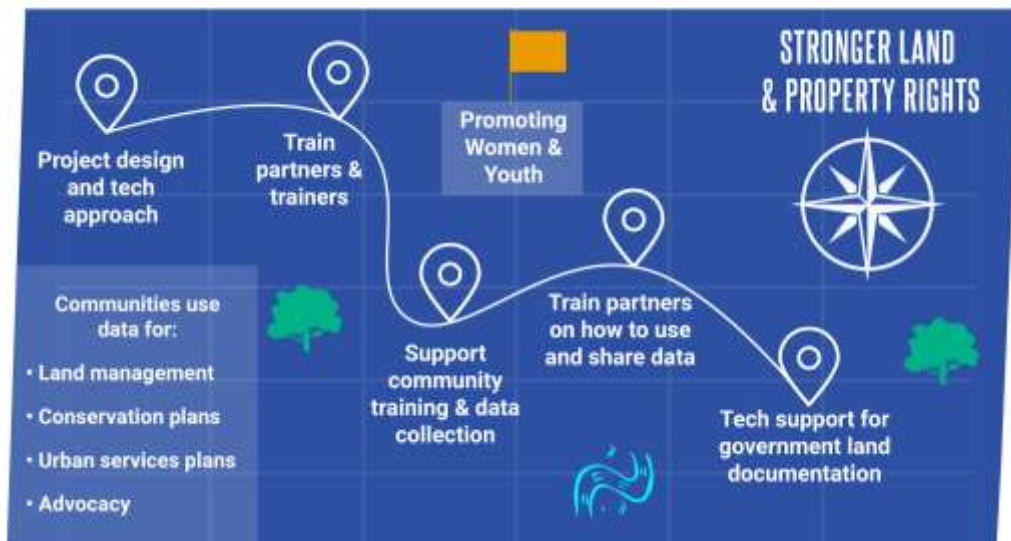 STRONGER LAND
& PROPERTY RIGHTS
Project design
and tech
approach
Train
partners &
trainers
Promoting
Women &
Youth
Support
community
training & data
collection
Train partners
on how to use
and share data
Tech support for
government land
documentation
Communities use
data for:
• Land management
• Conservation plans
• Urban services plans
• Advocacy